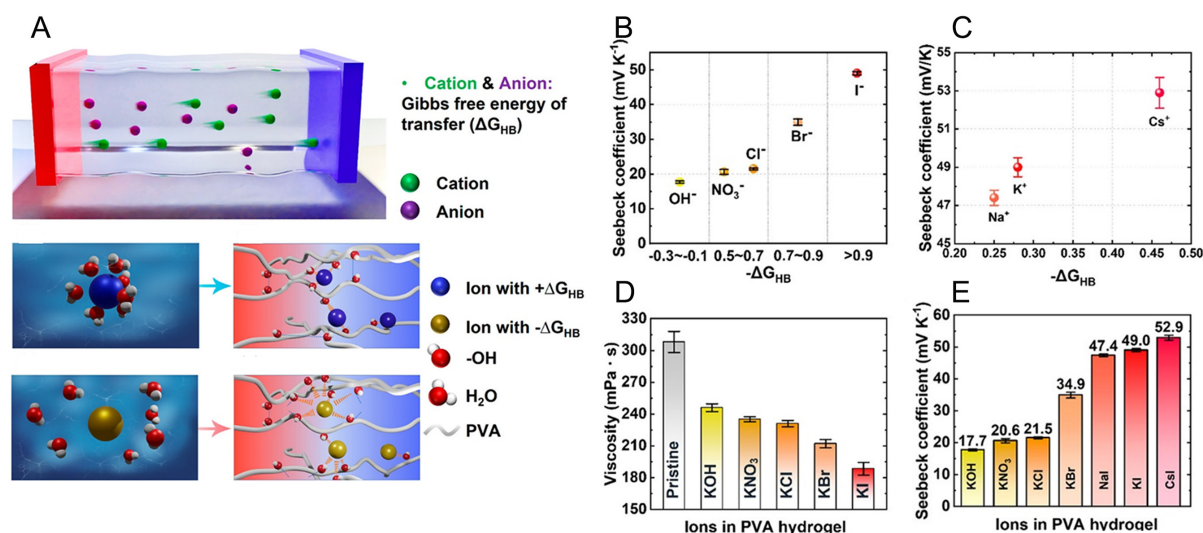 A
• Cation & Anion:
Gibbs free energy of
transfer (ΔG_HB)
Cation
Anion
Ion with +ΔG_HB
Ion with -ΔG_HB
-OH
H₂O
PVA
B
Seebeck coefficient (mV K⁻¹)
50
40
30
20
10
0
OH⁻
NO₃⁻
Cl⁻
Br⁻
I⁻
-0.3~-0.1 0.5~0.7 0.7~0.9 >0.9
-ΔG_HB
C
Seebeck coefficient (mV/K)
55
53
51
49
47
45
Na⁺
K⁺
Cs⁺
0.20 0.25 0.30 0.35 0.40 0.45 0.50
-ΔG_HB
D
Viscosity (mPa · s)
330
300
270
240
210
180
150
Pristine
KOH
KNO₃
KCl
KBr
KI
Ions in PVA hydrogel
E
Seebeck coefficient (mV K⁻¹)
60
50
40
30
20
10
0
17.7
20.6
21.5
34.9
47.4
49.0
52.9
KOH
KNO₃
KCl
KBr
NaI
KI
CsI
Ions in PVA hydrogel